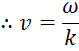 ∴ v = ω/k